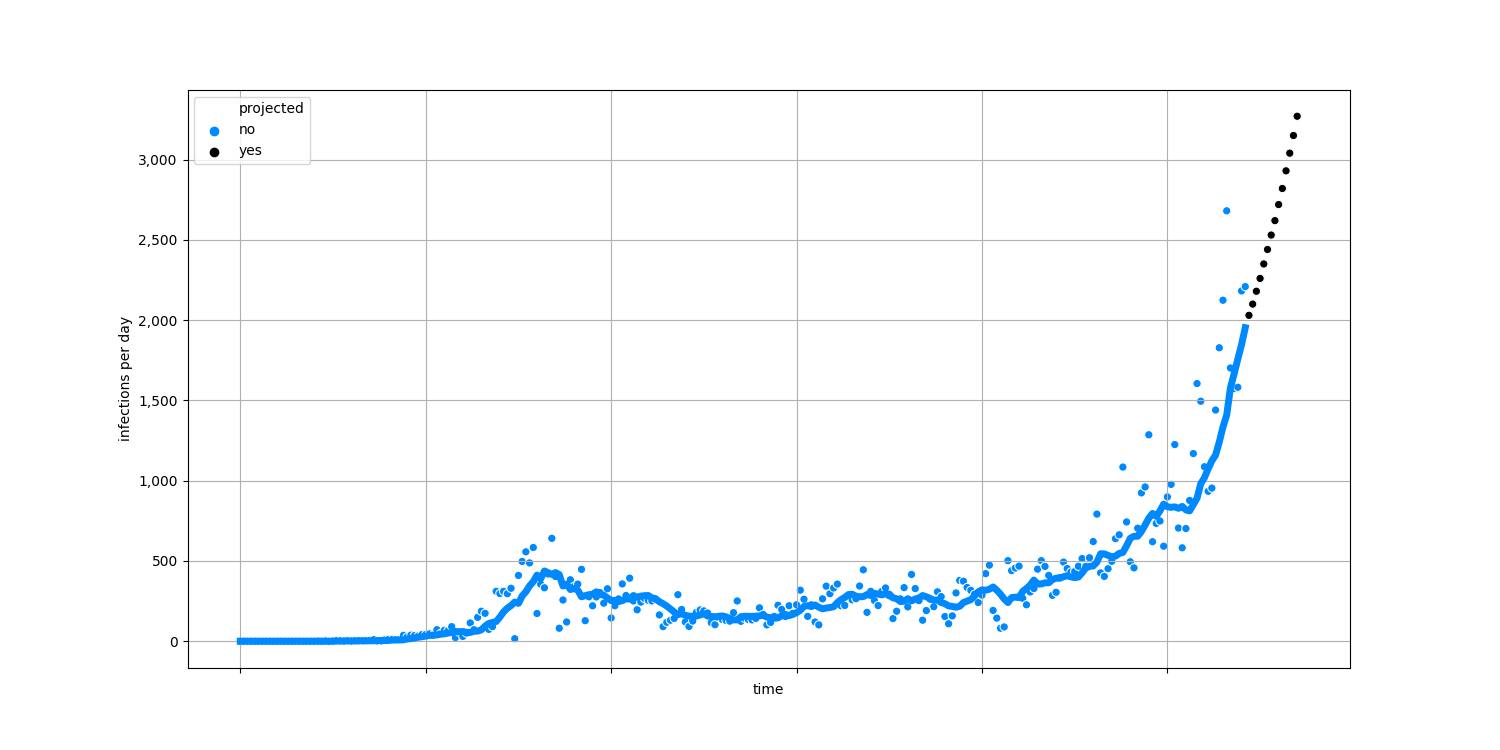 projected
no
yes
3,000
2,500
2,000
1,500
1,000
500
0
infections per day
time